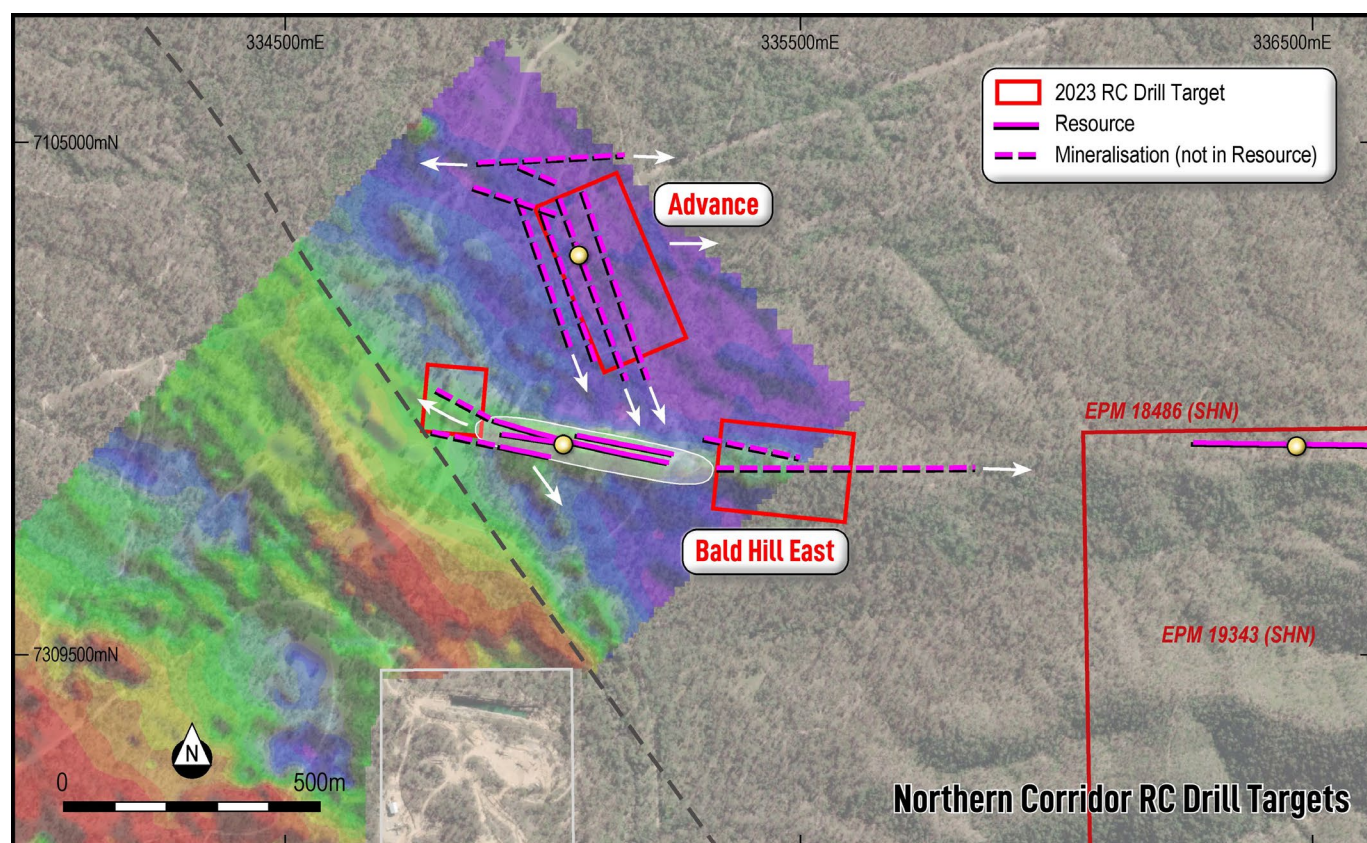 334500mE
335500mE
336500mE
2023 RC Drill Target
Resource
Mineralisation (not in Resource)
7105000mN
Advance
EPM 18486 (SHN)
Bald Hill East
EPM 19343 (SHN)
7309500mN
N
0 500m
Northern Corridor RC Drill Targets